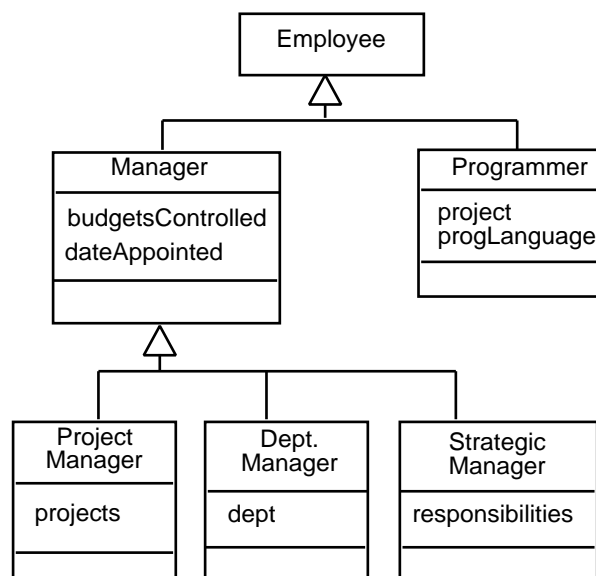 Employee
Manager
Programmer
budgetsControlled
dateAppointed
project
progLanguage
Project
Manager
Dept.
Manager
Strategic
Manager
projects
dept
responsibilities